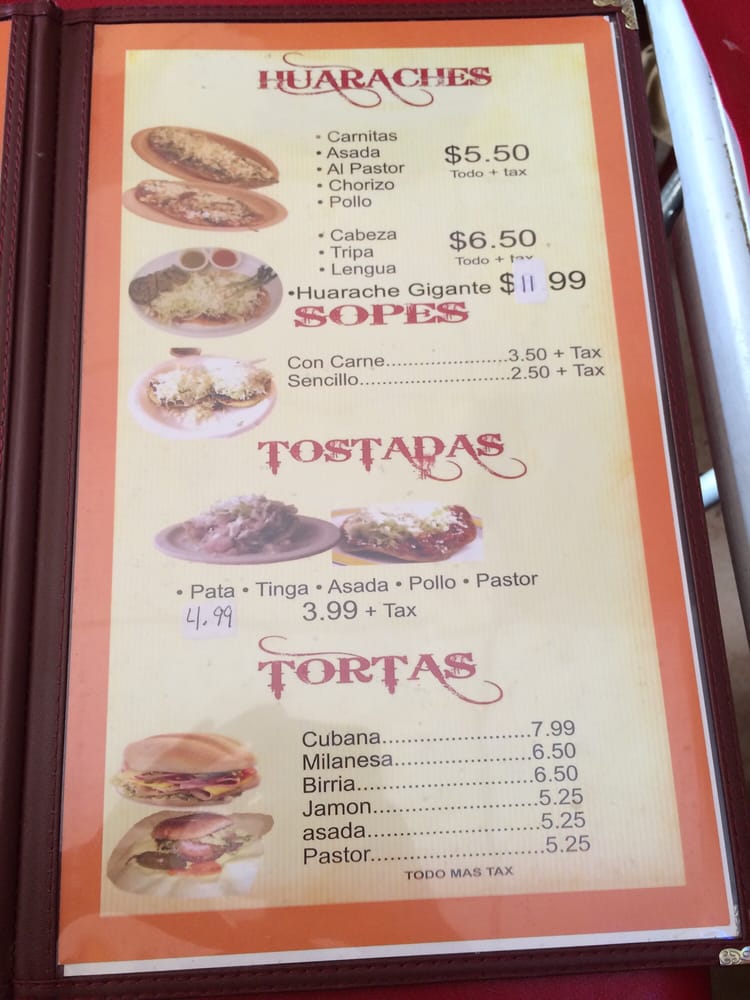 HUARACHES
• Carnitas
• Asada
• Al Pastor
• Chorizo
• Pollo
$5.50
Todo + tax
• Cabeza
• Tripa
• Lengua
$6.50
Todo + tax
•Huarache Gigante $11.99
SOPES
Con Carne.......................3.50 + Tax
Sencillo............................2.50 + Tax
TOSTADAS
• Pata • Tinga • Asada • Pollo • Pastor
4.99 3.99 + Tax
TORTAS
Cubana.........................7.99
Milanesa.......................6.50
Birria.............................6.50
Jamon...........................5.25
asada............................5.25
Pastor............................5.25
TODO MAS TAX